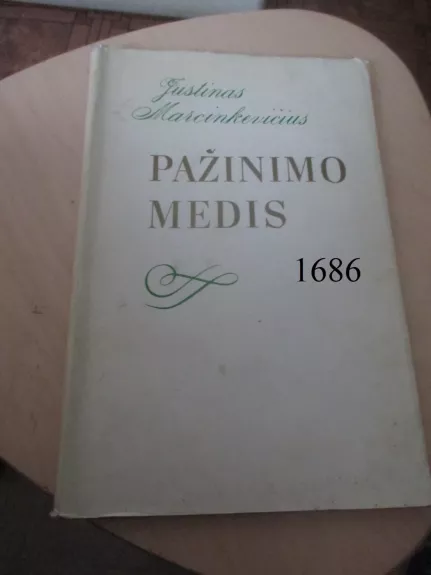 Justinas
Marcinkevičius
PAŽINIMO
MEDIS
1686